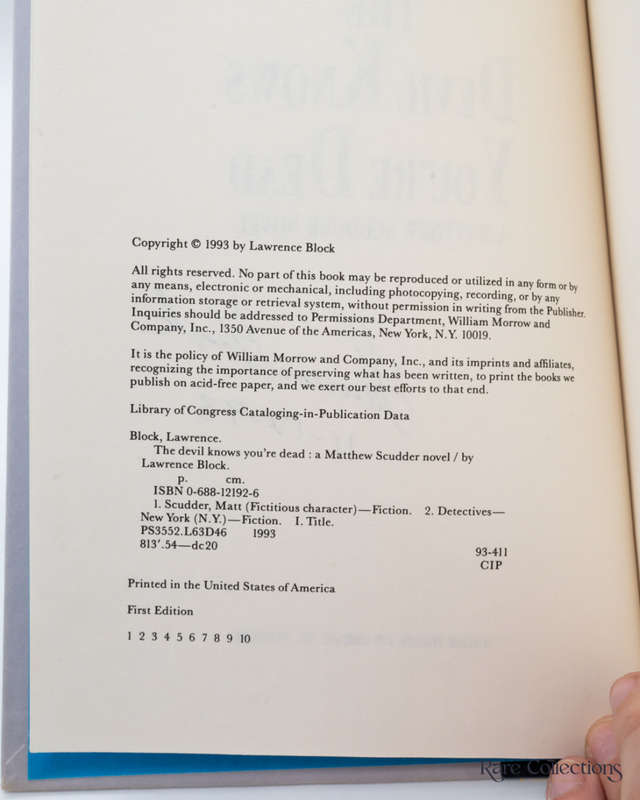 Copyright © 1993 by Lawrence Block
All rights reserved. No part of this book may be reproduced or utilized in any form or by
any means, electronic or mechanical, including photocopying, recording, or by any
information storage or retrieval system, without permission in writing from the Publisher.
Inquiries should be addressed to Permissions Department, William Morrow and
Company, Inc., 1350 Avenue of the Americas, New York, N.Y. 10019.
It is the policy of William Morrow and Company, Inc., and its imprints and affiliates,
recognizing the importance of preserving what has been written, to print the books we
publish on acid-free paper, and we exert our best efforts to that end.
Library of Congress Cataloging-in-Publication Data
Block, Lawrence.
The devil knows you're dead : a Matthew Scudder novel / by
Lawrence Block.
p. cm.
ISBN 0-688-12192-6
1. Scudder, Matt (Fictitious character)—Fiction. 2. Detectives—
New York (N.Y.)—Fiction. I. Title.
PS3552.L63D46 1993
813'.54—dc20 93-411
CIP
Printed in the United States of America
First Edition
1 2 3 4 5 6 7 8 9 10
Rare Collections